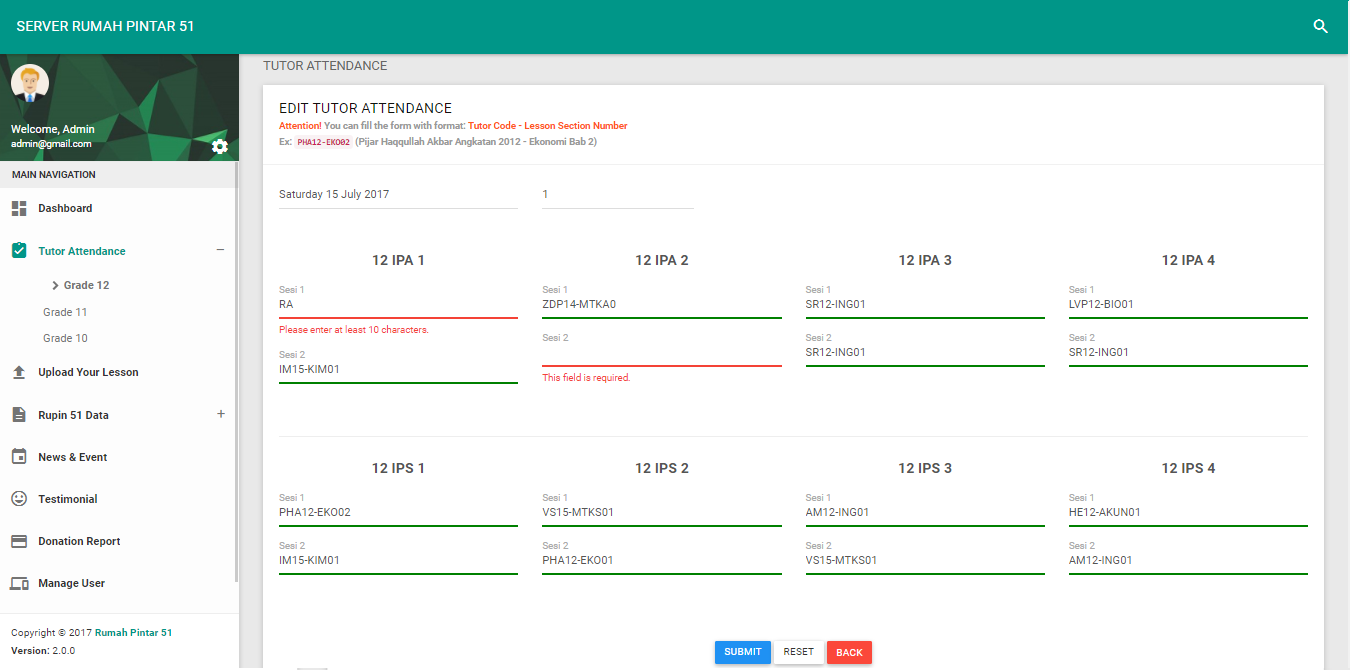 SERVER RUMAH PINTAR 51
Welcome, Admin
admin@gmail.com
MAIN NAVIGATION
Dashboard
Tutor Attendance
Grade 12
Grade 11
Grade 10
Upload Your Lesson
Rupin 51 Data
News & Event
Testimonial
Donation Report
Manage User
Copyright © 2017 Rumah Pintar 51
Version: 2.0.0
TUTOR ATTENDANCE
EDIT TUTOR ATTENDANCE
Attention! You can fill the form with format: Tutor Code - Lesson Section Number
Ex: PHA12-EKO02 (Pijar Haqqullah Akbar Angkatan 2012 - Ekonomi Bab 2)
Saturday 15 July 2017
1
12 IPA 1
Sesi 1
RA
Please enter at least 10 characters.
Sesi 2
IM15-KIM01
12 IPA 2
Sesi 1
ZDP14-MTKA0
Sesi 2
This field is required.
12 IPA 3
Sesi 1
SR12-ING01
Sesi 2
SR12-ING01
12 IPA 4
Sesi 1
LVP12-BIO01
Sesi 2
SR12-ING01
12 IPS 1
Sesi 1
PHA12-EKO02
Sesi 2
IM15-KIM01
12 IPS 2
Sesi 1
VS15-MTKS01
Sesi 2
PHA12-EKO01
12 IPS 3
Sesi 1
AM12-ING01
Sesi 2
VS15-MTKS01
12 IPS 4
Sesi 1
HE12-AKUN01
Sesi 2
AM12-ING01
SUBMIT
RESET
BACK